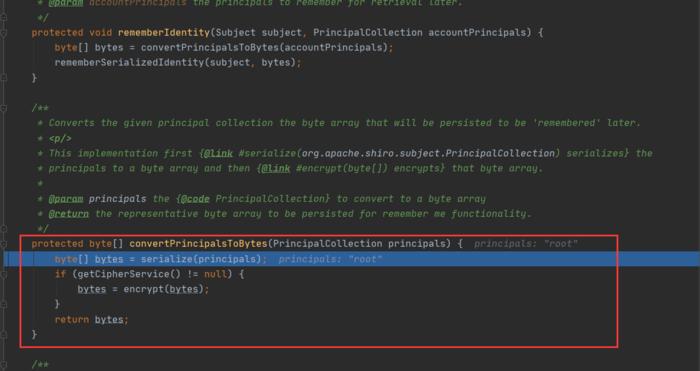 * @param accountPrincipals the principals to remember for retrieval later.
*/
protected void rememberIdentity(Subject subject, PrincipalCollection accountPrincipals) {
byte[] bytes = convertPrincipalsToBytes(accountPrincipals);
rememberSerializedIdentity(subject, bytes);
}
/**
* Converts the given principal collection the byte array that will be persisted to be 'remembered' later.
* <p/>
* This implementation first {@link #serialize(org.apache.shiro.subject.PrincipalCollection) serializes} the
* principals to a byte array and then {@link #encrypt(byte[]) encrypts} that byte array.
*
* @param principals the {@code PrincipalCollection} to convert to a byte array
* @return the representative byte array to be persisted for remember me functionality.
*/
protected byte[] convertPrincipalsToBytes(PrincipalCollection principals) { principals: "root"
byte[] bytes = serialize(principals); principals: "root"
if (getCipherService() != null) {
bytes = encrypt(bytes);
}
return bytes;
}
/**